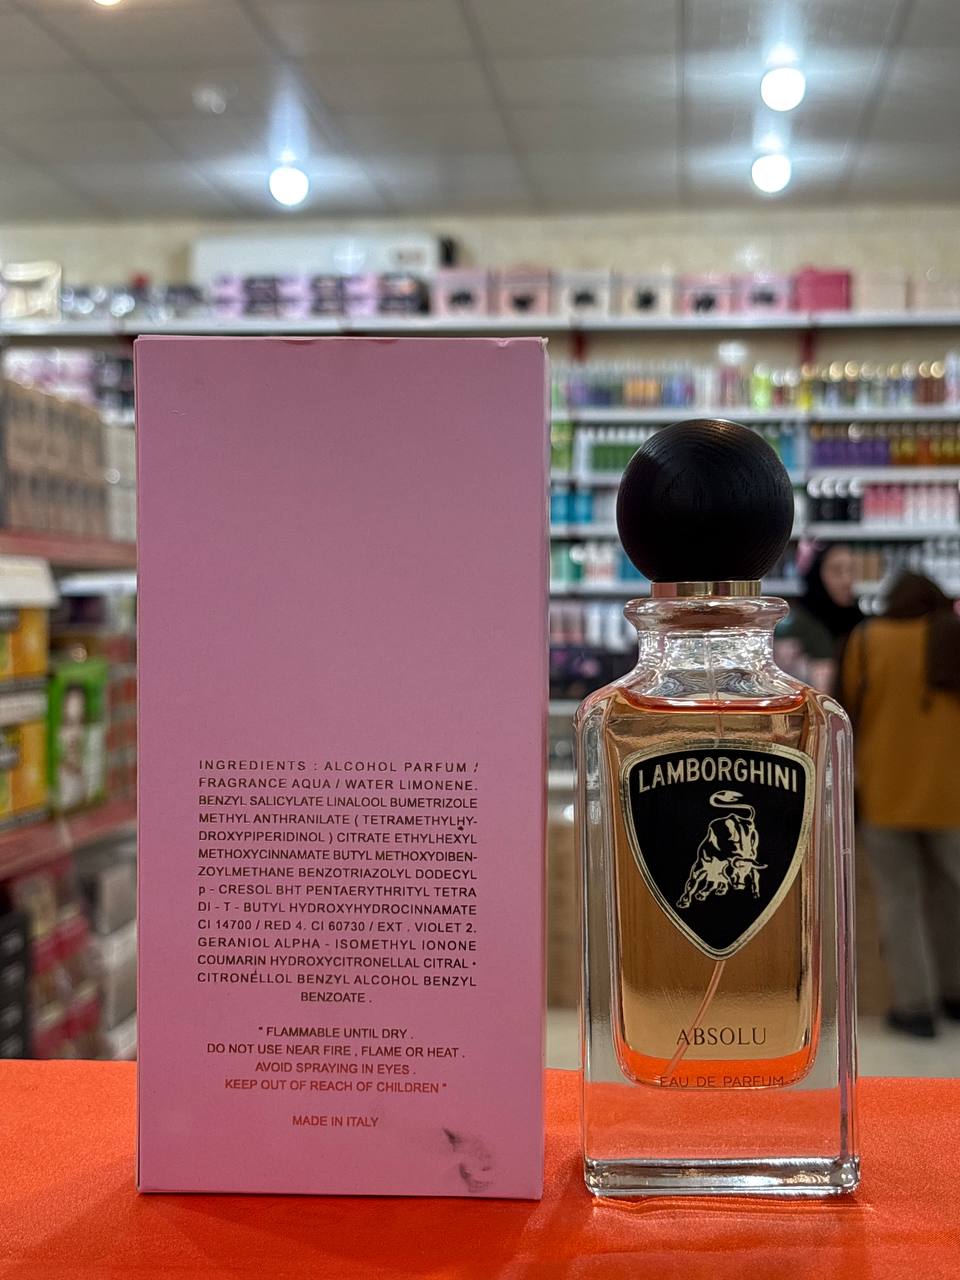 INGREDIENTS : ALCOHOL PARFUM /
FRAGRANCE AQUA / WATER LIMONENE.
BENZYL SALICYLATE LINALOOL BUMETRIZOLE
METHYL ANTHRANILATE ( TETRAMETHYLHY-
DROXYPIPERIDINOL ) CITRATE ETHYLHEXYL
METHOXYCINNAMATE BUTYL METHOXYDIBEN-
ZOYLMETHANE BENZOTRIAZOLYL DODECYL
p - CRESOL BHT PENTAERYTHRITYL TETRA
DI - T - BUTYL HYDROXYHYDROCINNAMATE
CI 14700 / RED 4. CI 60730 / EXT . VIOLET 2.
GERANIOL ALPHA - ISOMETHYL IONONE
COUMARIN HYDROXYCITRONELLAL CITRAL
CITRONELLOL BENZYL ALCOHOL BENZYL
BENZOATE .
" FLAMMABLE UNTIL DRY .
DO NOT USE NEAR FIRE , FLAME OR HEAT .
AVOID SPRAYING IN EYES .
KEEP OUT OF REACH OF CHILDREN "
MADE IN ITALY
LAMBORGHINI
ABSOLU
EAU DE PARFUM